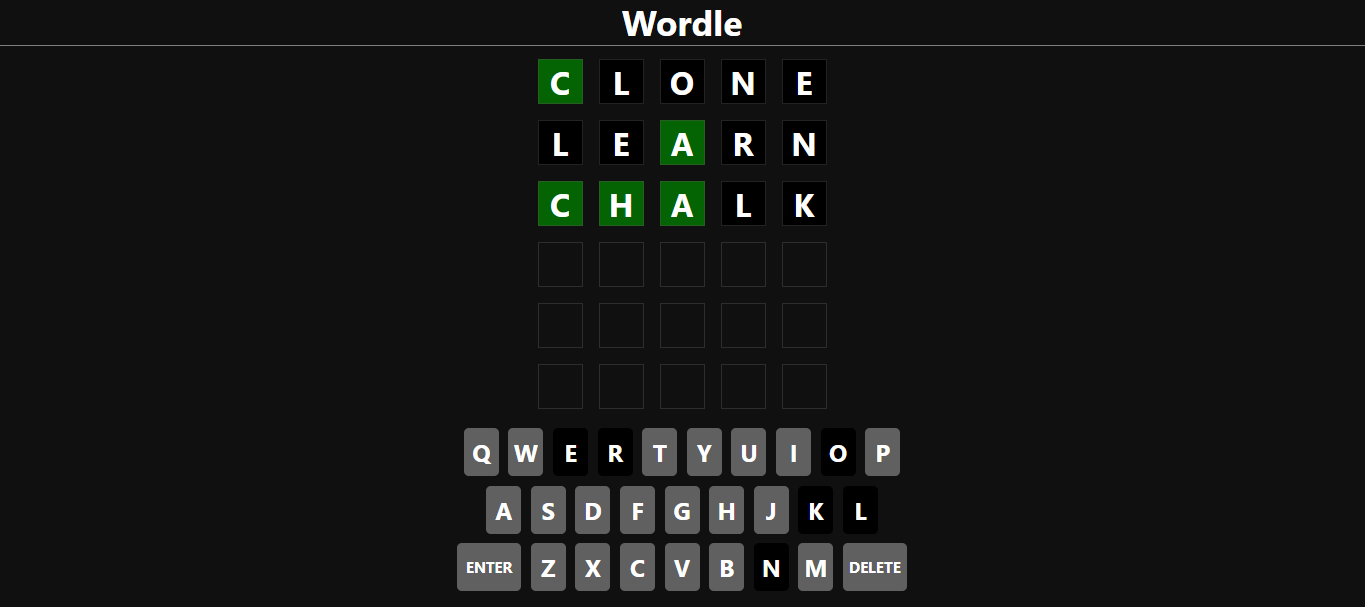 Wordle
C L O N E
L E A R N
C H A L K
Q W E R T Y U I O P
A S D F G H J K L
ENTER Z X C V B N M DELETE